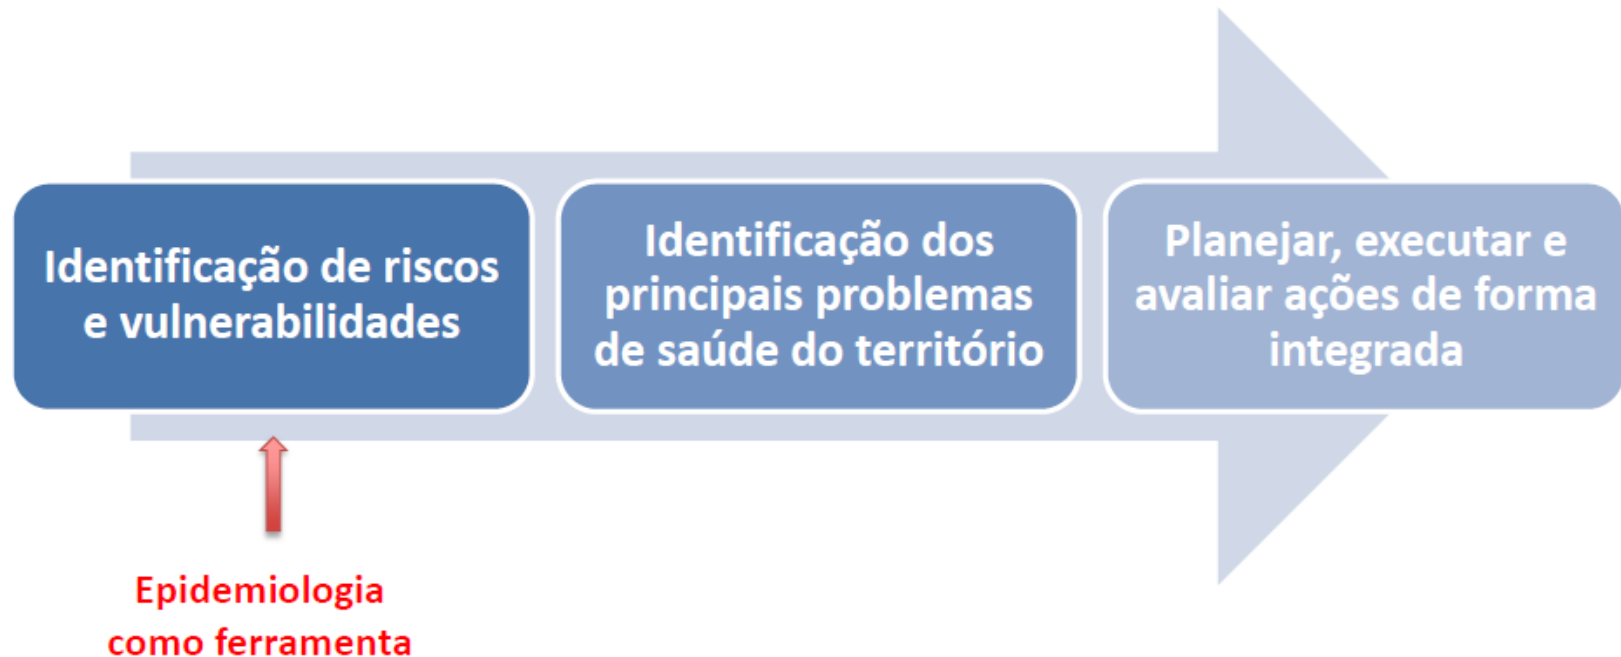 Identificação de riscos
e vulnerabilidades
Identificação dos
principais problemas
de saúde do território
Planejar, executar e
avaliar ações de forma
integrada
Epidemiologia
como ferramenta